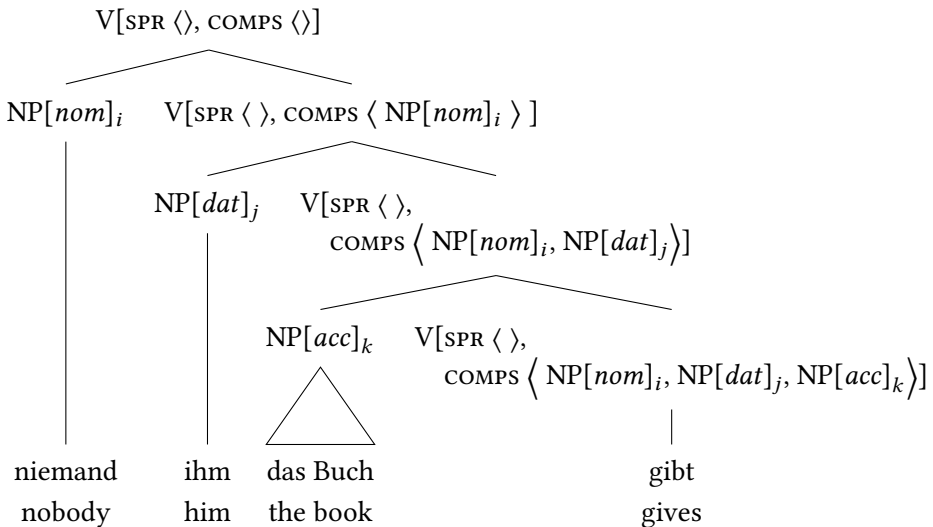 V[SPR ⟨⟩, COMPS ⟨⟩]
NP[nom]i V[SPR ⟨ ⟩, COMPS ⟨ NP[nom]i ⟩ ]
NP[dat]j V[SPR ⟨ ⟩,
COMPS ⟨ NP[nom]i, NP[dat]j⟩]
NP[acc]k V[SPR ⟨ ⟩,
COMPS ⟨ NP[nom]i, NP[dat]j, NP[acc]k⟩]
niemand ihm das Buch gibt
nobody him the book gives